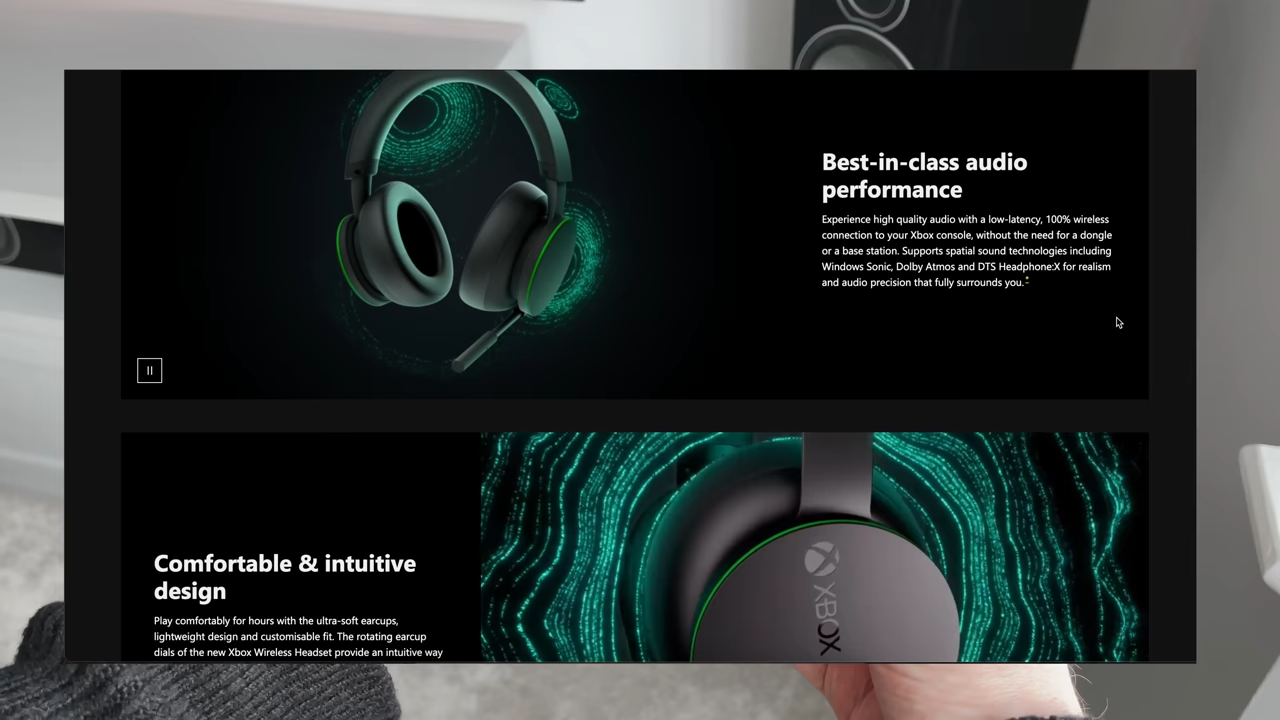 Best-in-class audio
performance
Experience high quality audio with a low-latency, 100% wireless
connection to your Xbox console, without the need for a dongle
or a base station. Supports spatial sound technologies including
Windows Sonic, Dolby Atmos and DTS Headphone:X for realism
and audio precision that fully surrounds you.
Comfortable & intuitive
design
Play comfortably for hours with the ultra-soft earcups,
lightweight design and customisable fit. The rotating earcup
dials of the new Xbox Wireless Headset provide an intuitive way
XBOX